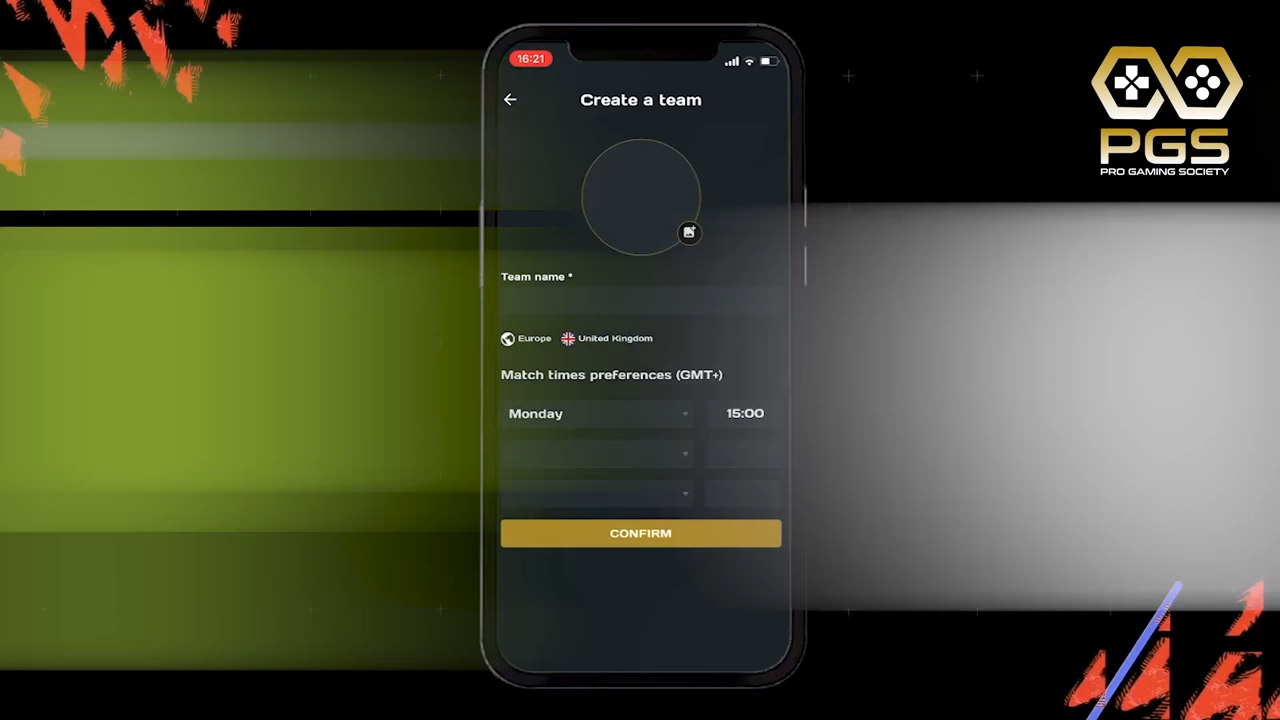 16:21
Create a team
PGS
PRO GAMING SOCIETY
Team name *
Europe United Kingdom
Match times preferences (GMT+)
Monday 15:00
CONFIRM